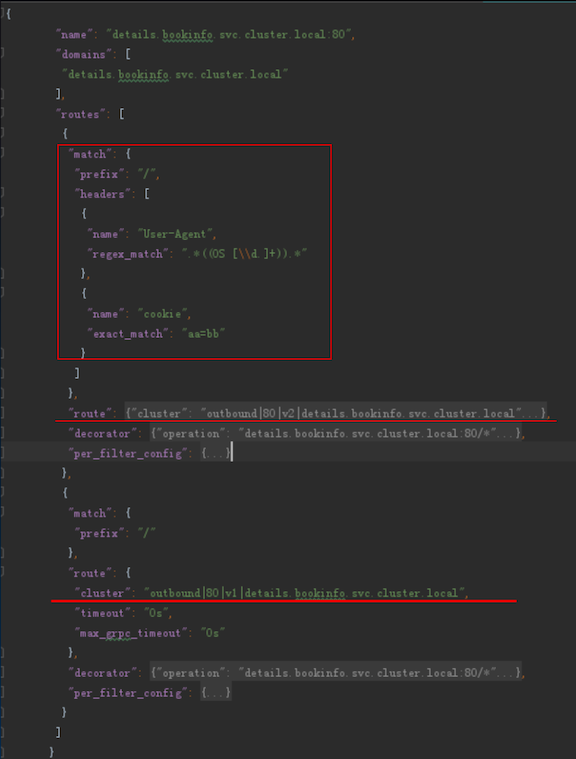 {
"name": "details.bookinfo.svc.cluster.local:80",
"domains": [
"details.bookinfo.svc.cluster.local"
],
"routes": [
{
"match": {
"prefix": "/",
"headers": [
{
"name": "User-Agent",
"regex_match": ".*((OS [\\d.]+)).*"
},
{
"name": "cookie",
"exact_match": "aa=bb"
}
]
},
"route": {"cluster": "outbound|80|v2|details.bookinfo.svc.cluster.local"...},
"decorator": {"operation": "details.bookinfo.svc.cluster.local:80/*"...},
"per_filter_config": {...}
},
{
"match": {
"prefix": "/"
},
"route": {
"cluster": "outbound|80|v1|details.bookinfo.svc.cluster.local",
"timeout": "0s",
"max_grpc_timeout": "0s"
},
"decorator": {"operation": "details.bookinfo.svc.cluster.local:80/*"...},
"per_filter_config": {...}
}
]
}